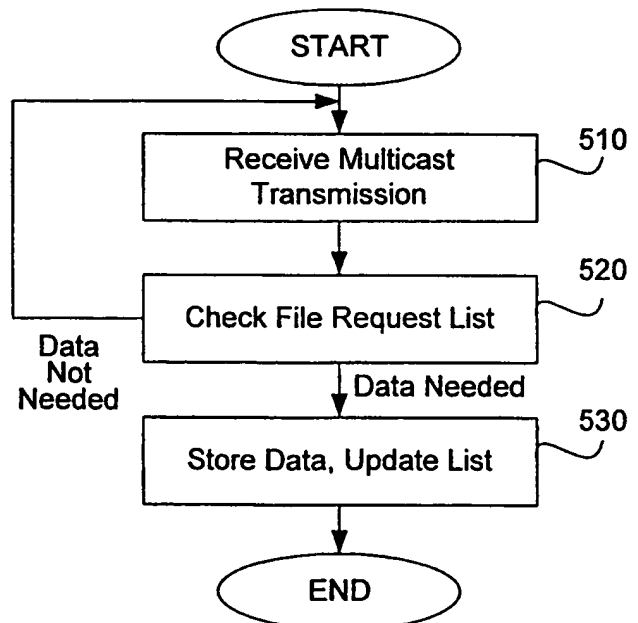 START
510
Receive Multicast
Transmission
520
Check File Request List
Data
Not
Needed
Data Needed
530
Store Data, Update List
END